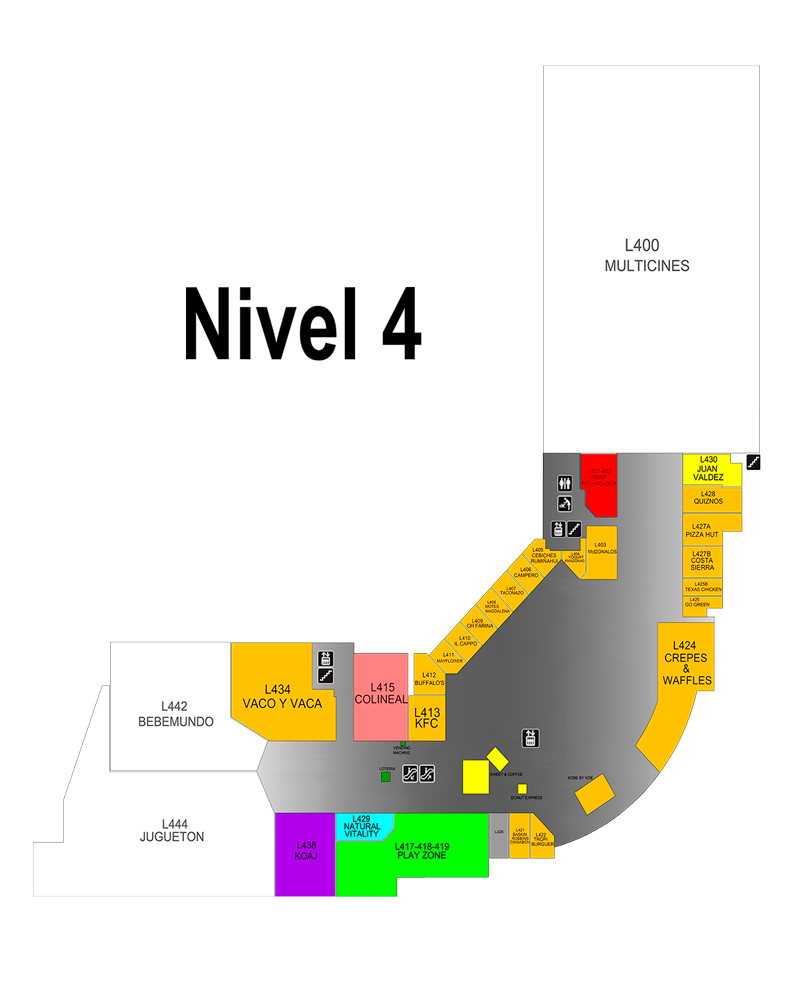 L400
MULTICINES
Nivel 4
L401-402
POINT
TECHNOLOGY
L430
JUAN
VALDEZ
L428
QUIZNOS
L427A
PIZZA HUT
L427B
COSTA
SIERRA
L425B
TEXAS CHICKEN
L425
GO GREEN
L403
McDONALDS
L404
YOGURT
AMAZONAS
L405
CEBICHES
RUMIÑAHUI
L406
CAMPERO
L407
TACONAZO
L408
MOTES
MAGDALENA
L409
CH FARINA
L410
IL CAPPO
L411
MAYFLOWER
L412
BUFFALO'S
L413
KFC
L424
CREPES
&
WAFFLES
L415
COLINEAL
L434
VACO Y VACA
L442
BEBEMUNDO
VENDING
MACHINE
LOTERIA
SWEET & COFFEE
DONUT EXPRESS
KOBE BY NOE
L444
JUGUETON
L438
KOAJ
L429
NATURAL
VITALITY
L417-418-419
PLAY ZONE
L420
L421
BASKIN
ROBBINS
CINNABON
L422
TROPI
BURGUER